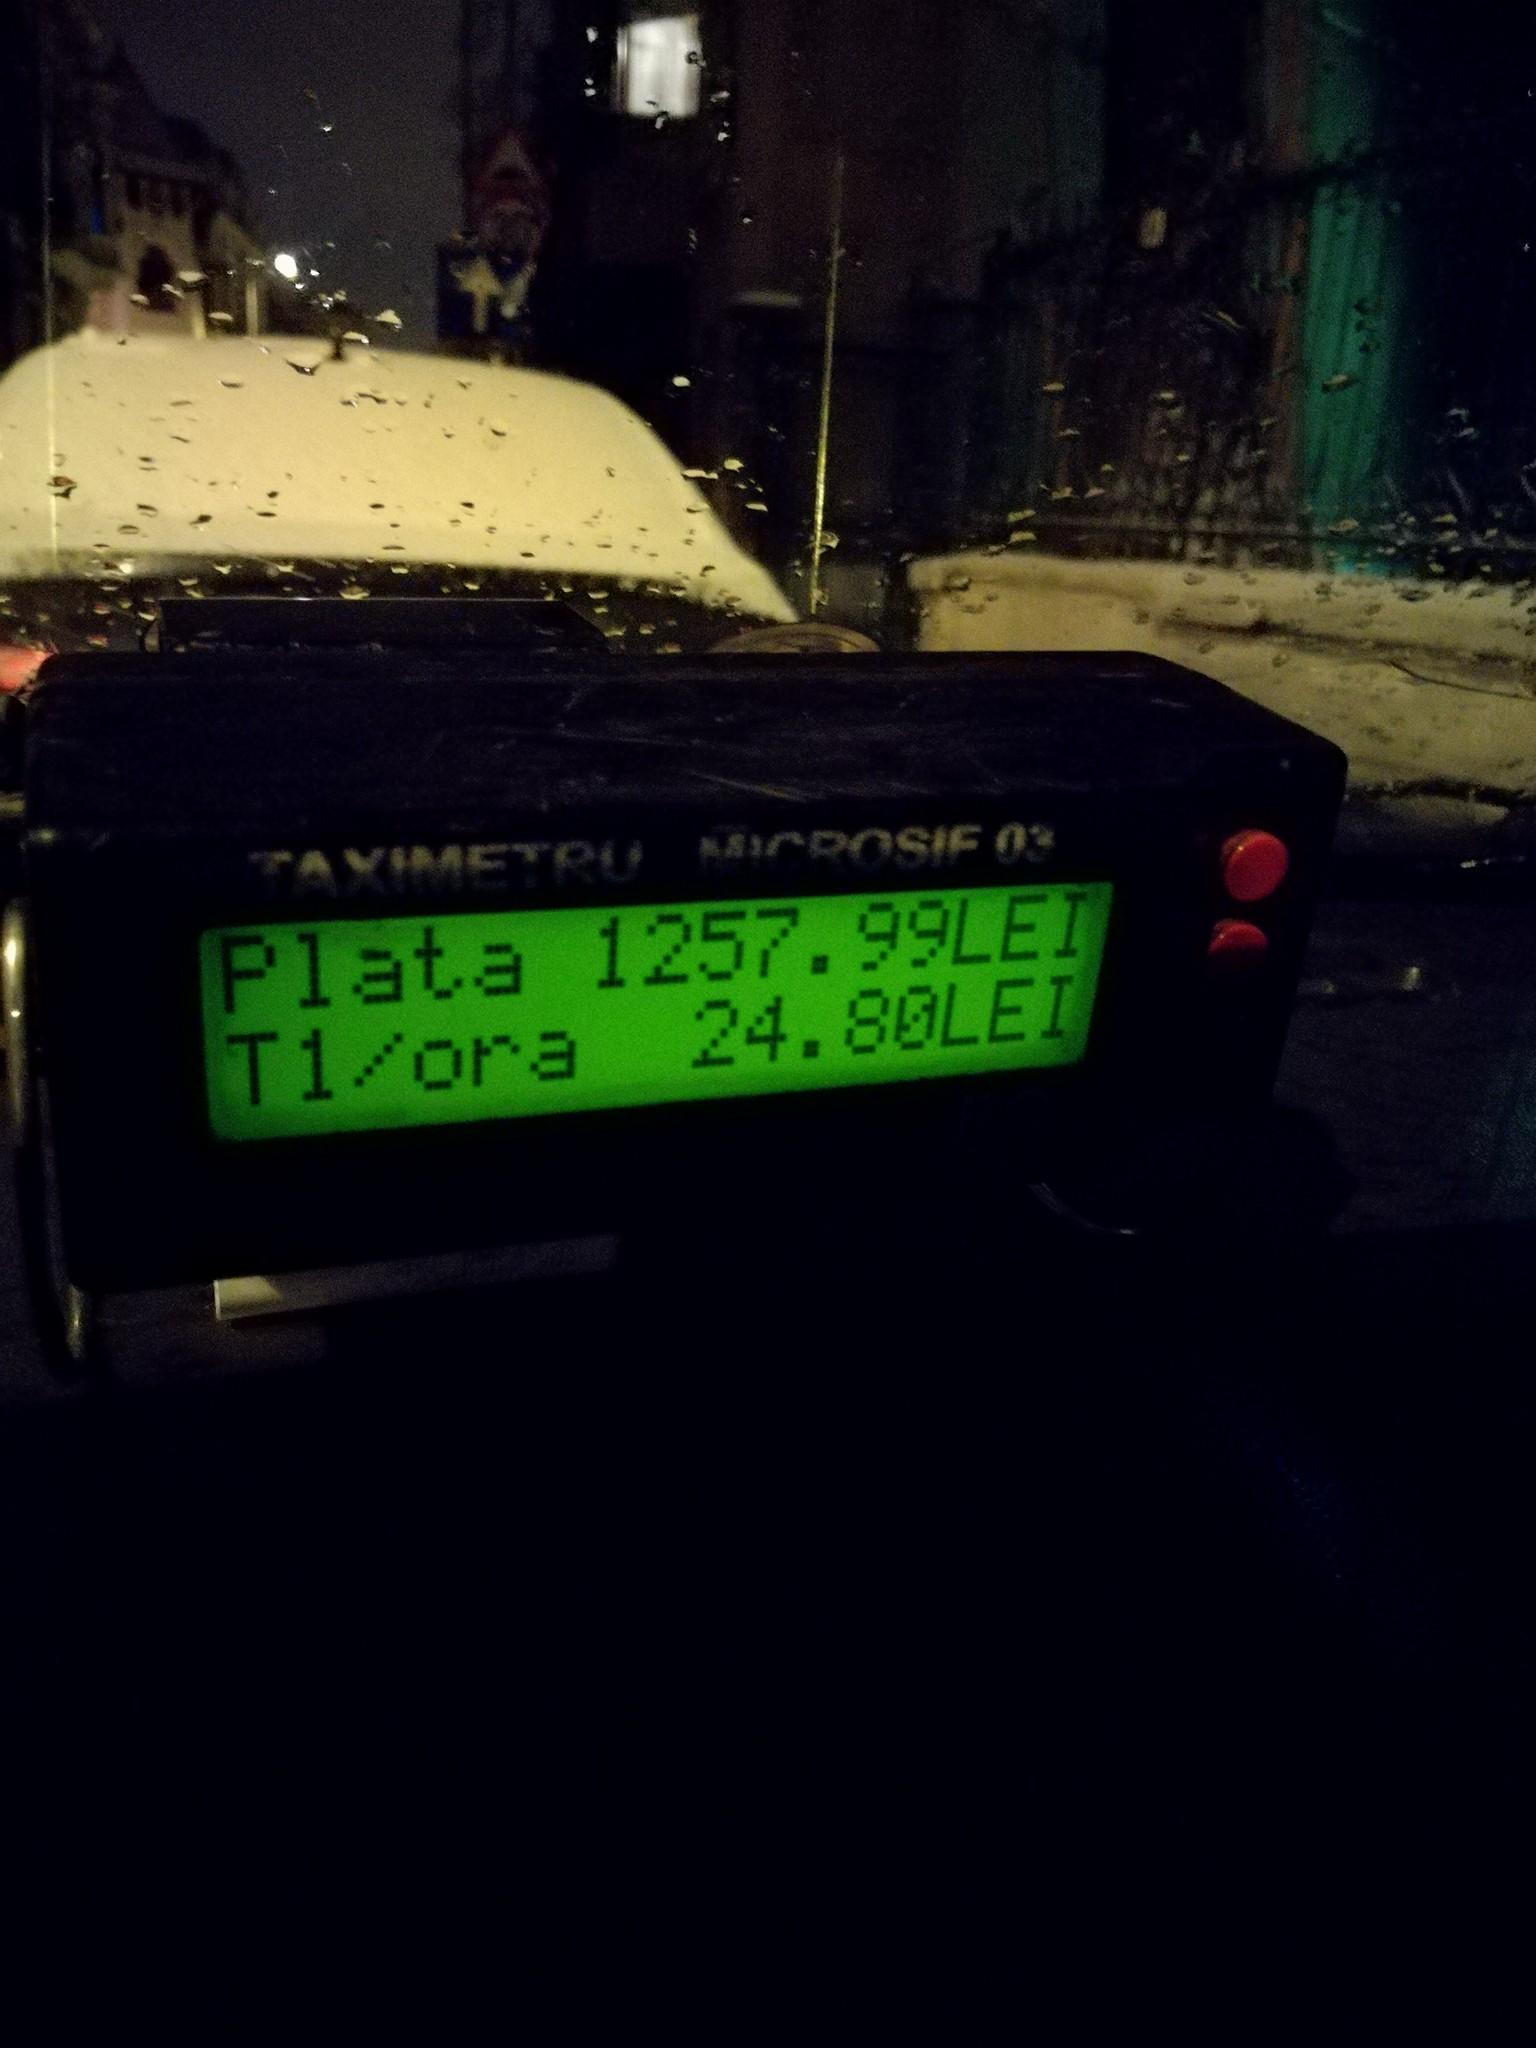 TAXIMETRU MICROSIF 03
Plata 1257.99LEI
T1/ora 24.80LEI